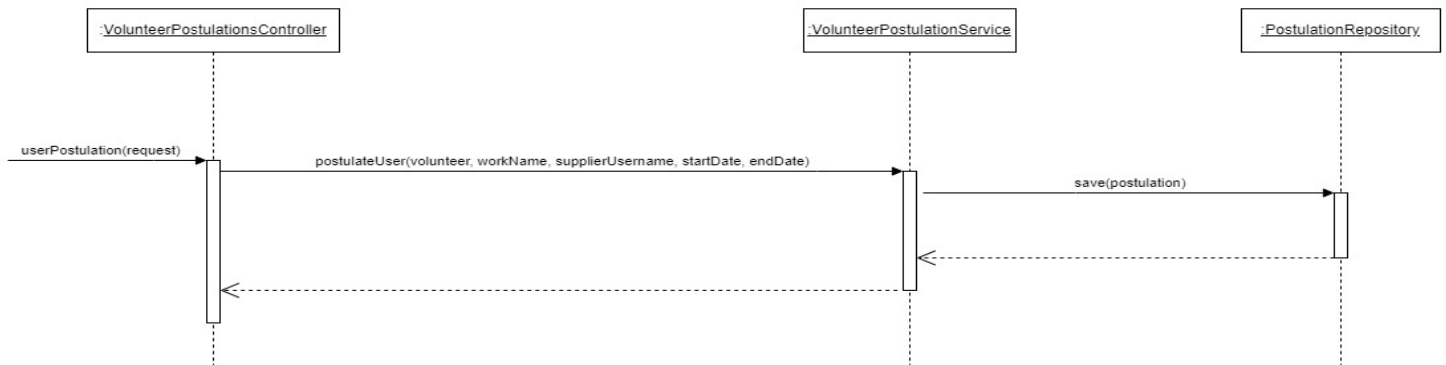 :VolunteerPostulationsController
:VolunteerPostulationService
:PostulationRepository
userPostulation(request)
postulateUser(volunteer, workName, supplierUsername, startDate, endDate)
save(postulation)